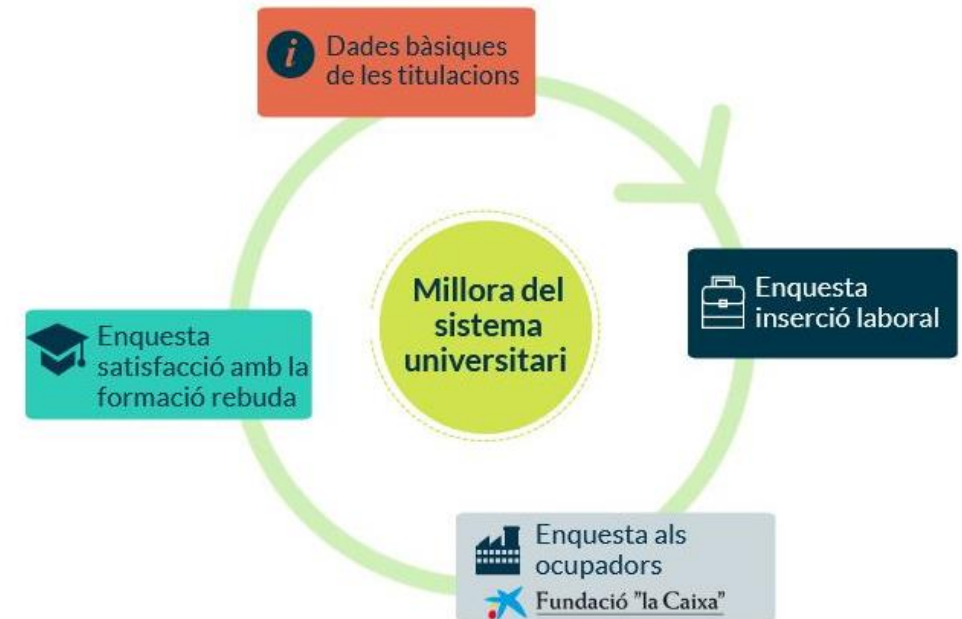 i
Dades bàsiques
de les titulacions
Enquesta
inserció laboral
Millora del
sistema
universitari
Enquesta
satisfacció amb la
formació rebuda
Enquesta als
ocupadors
Fundació "la Caixa"